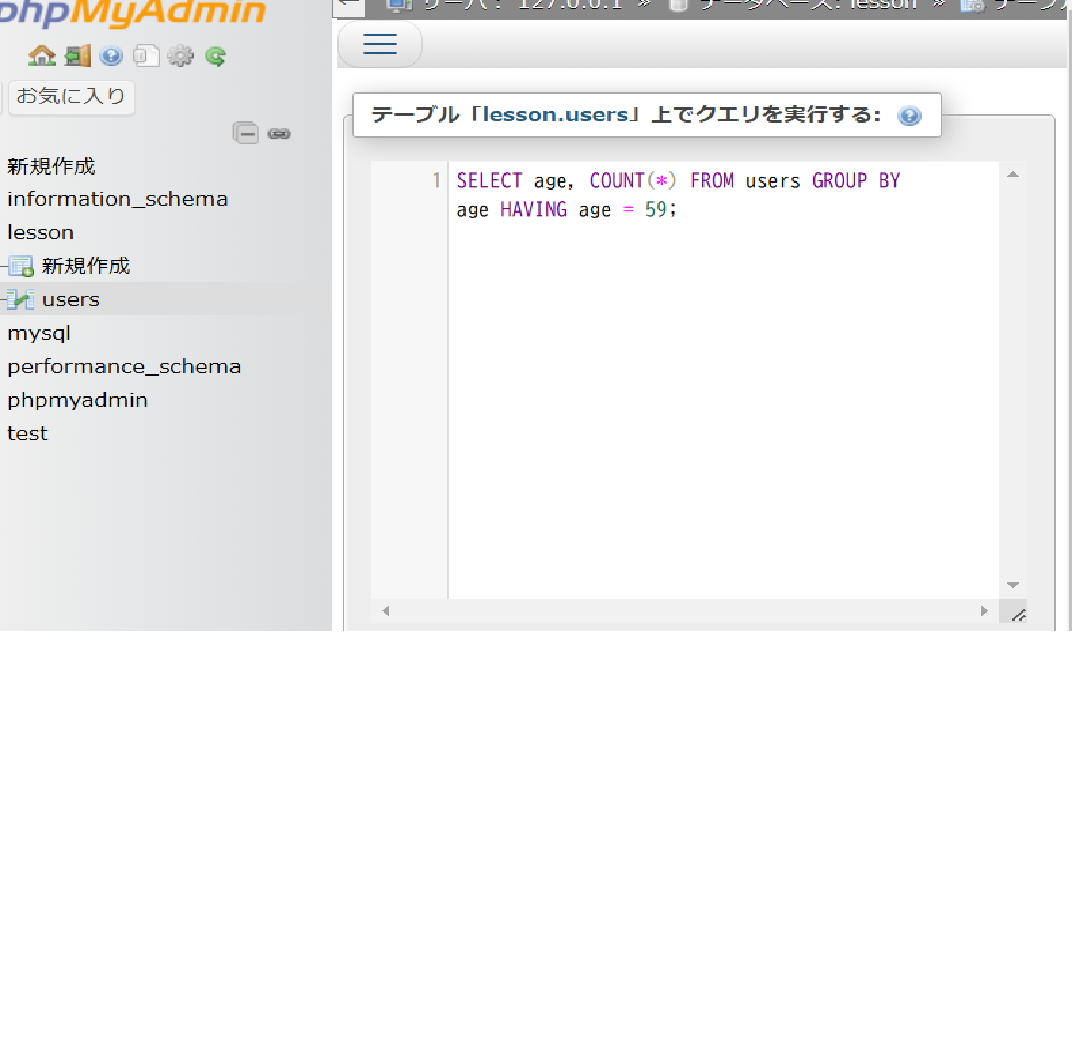 phpMyAdmin
サーバ: 127.0.0.1 » データベース: lesson »
お気に入り
新規作成
information_schema
lesson
新規作成
users
mysql
performance_schema
phpmyadmin
test
テーブル「lesson.users」上でクエリを実行する:
1 SELECT age, COUNT(*) FROM users GROUP BY
age HAVING age = 59;